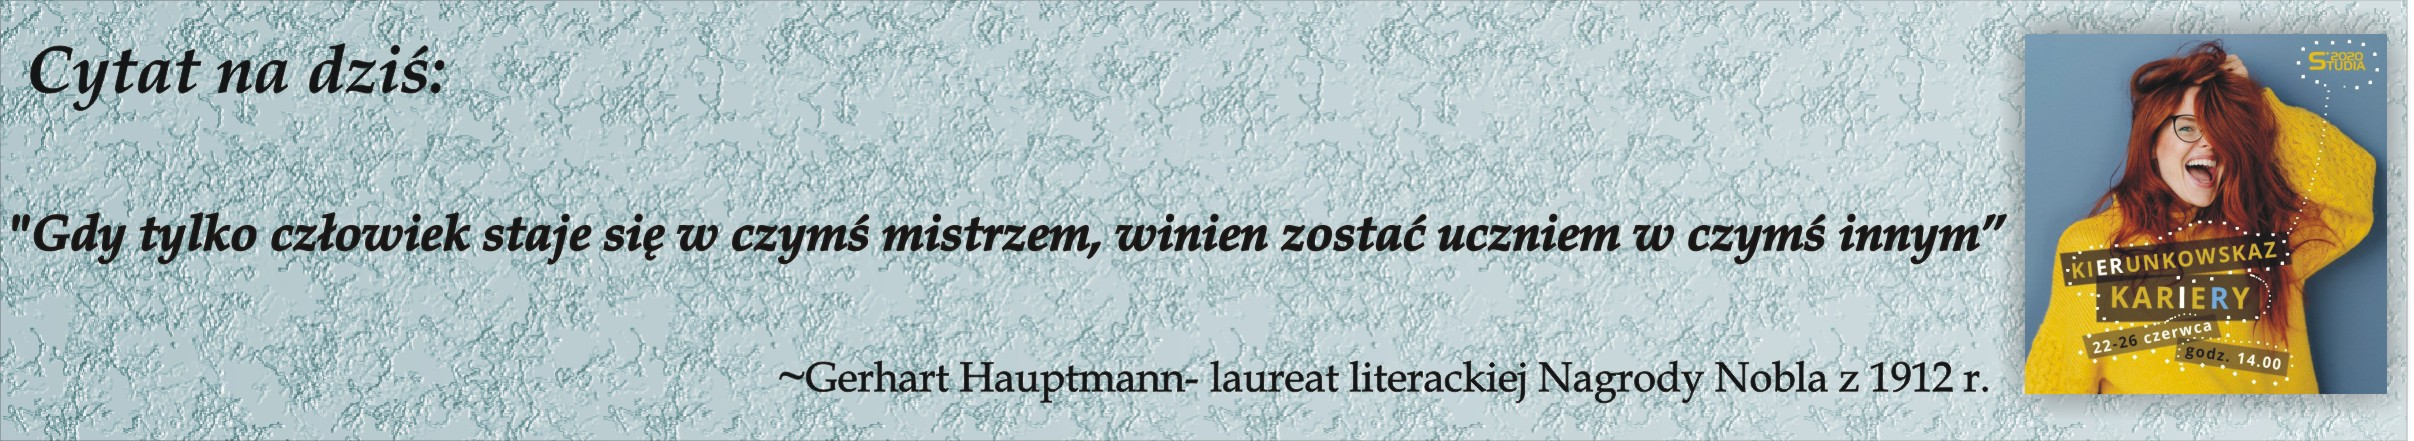 Cytat na dziś:
"Gdy tylko człowiek staje się w czymś mistrzem, winien zostać uczniem w czymś innym”
~Gerhart Hauptmann- laureat literackiej Nagrody Nobla z 1912 r.
S 2020
STUDIA
KIERUNKOWSKAZ
KARIERY
22-26 czerwca
godz. 14.00